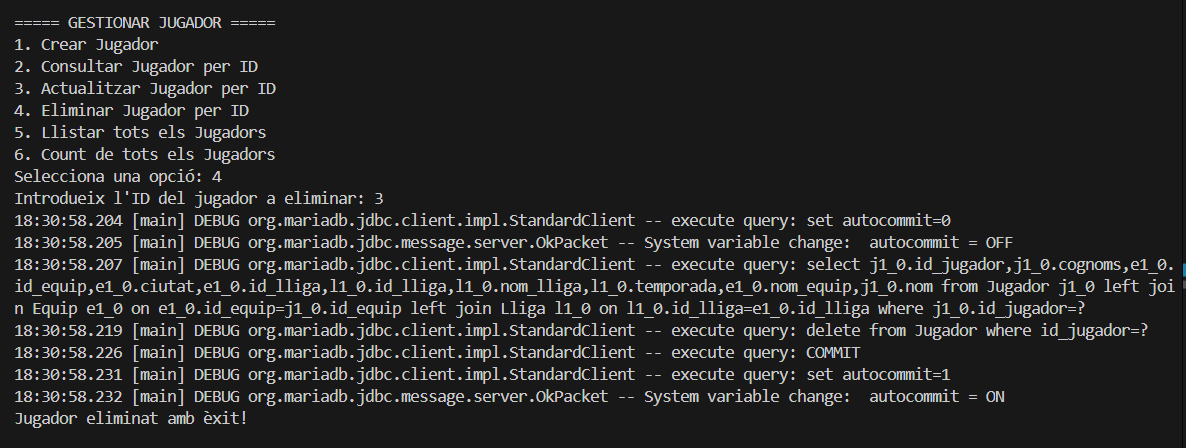 ===== GESTIONAR JUGADOR =====
1. Crear Jugador
2. Consultar Jugador per ID
3. Actualitzar Jugador per ID
4. Eliminar Jugador per ID
5. Llistar tots els Jugadors
6. Count de tots els Jugadors
Selecciona una opció: 4
Introdueix l'ID del jugador a eliminar: 3
18:30:58.204 [main] DEBUG org.mariadb.jdbc.client.impl.StandardClient -- execute query: set autocommit=0
18:30:58.205 [main] DEBUG org.mariadb.jdbc.message.server.OkPacket -- System variable change:  autocommit = OFF
18:30:58.207 [main] DEBUG org.mariadb.jdbc.client.impl.StandardClient -- execute query: select j1_0.id_jugador,j1_0.cognoms,e1_0.
id_equip,e1_0.ciutat,e1_0.id_lliga,l1_0.id_lliga,l1_0.nom_lliga,l1_0.temporada,e1_0.nom_equip,j1_0.nom from Jugador j1_0 left joi
n Equip e1_0 on e1_0.id_equip=j1_0.id_equip left join Lliga l1_0 on l1_0.id_lliga=e1_0.id_lliga where j1_0.id_jugador=?
18:30:58.219 [main] DEBUG org.mariadb.jdbc.client.impl.StandardClient -- execute query: delete from Jugador where id_jugador=?
18:30:58.226 [main] DEBUG org.mariadb.jdbc.client.impl.StandardClient -- execute query: COMMIT
18:30:58.231 [main] DEBUG org.mariadb.jdbc.client.impl.StandardClient -- execute query: set autocommit=1
18:30:58.232 [main] DEBUG org.mariadb.jdbc.message.server.OkPacket -- System variable change:  autocommit = ON
Jugador eliminat amb èxit!